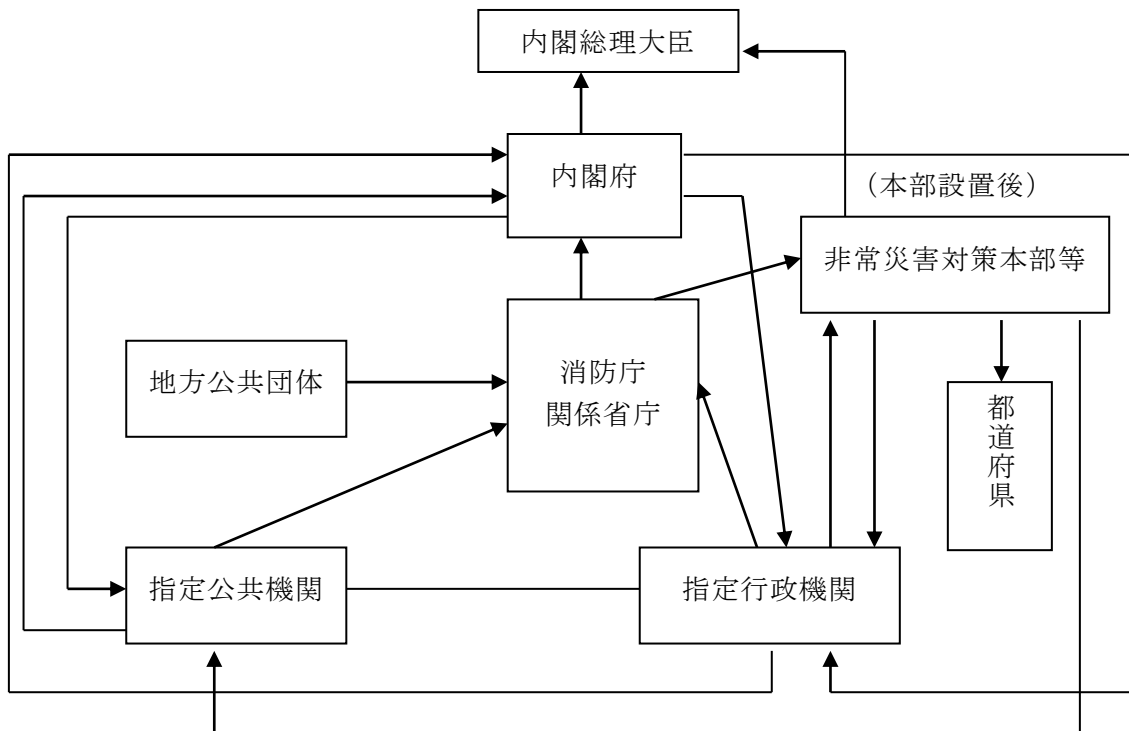 内閣総理大臣
内閣府
（本部設置後）
非常災害対策本部等
地方公共団体
消防庁
関係省庁
都道府県
指定公共機関
指定行政機関